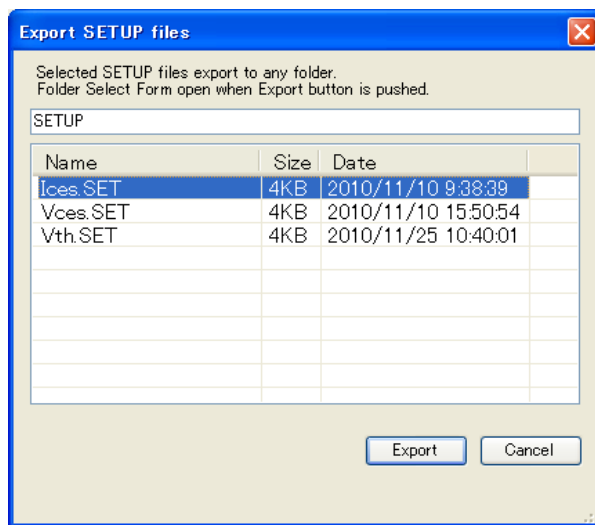 Export SETUP files
Selected SETUP files export to any folder.
Folder Select Form open when Export button is pushed.
SETUP
Name Size Date
Ices.SET 4KB 2010/11/10 9:38:39
Vces.SET 4KB 2010/11/10 15:50:54
Vth.SET 4KB 2010/11/25 10:40:01
Export Cancel